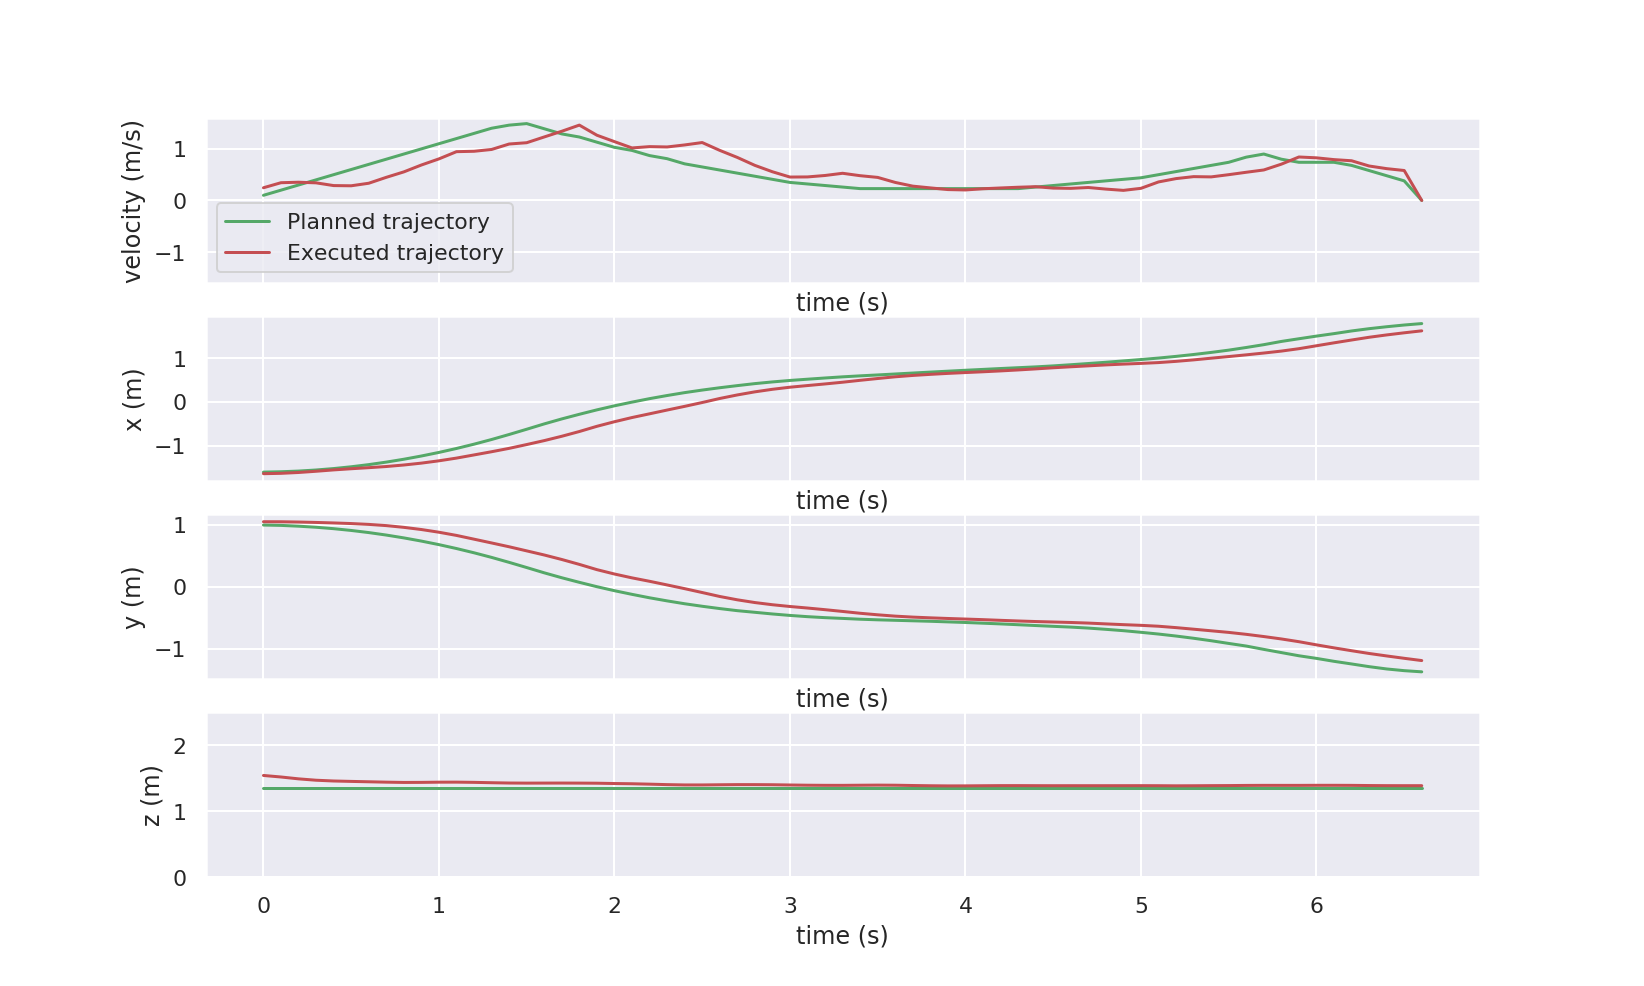 velocity (m/s)
1
0
−1
Planned trajectory
Executed trajectory
time (s)
x (m)
1
0
−1
time (s)
y (m)
1
0
−1
time (s)
z (m)
2
1
0
0 1 2 3 4 5 6
time (s)